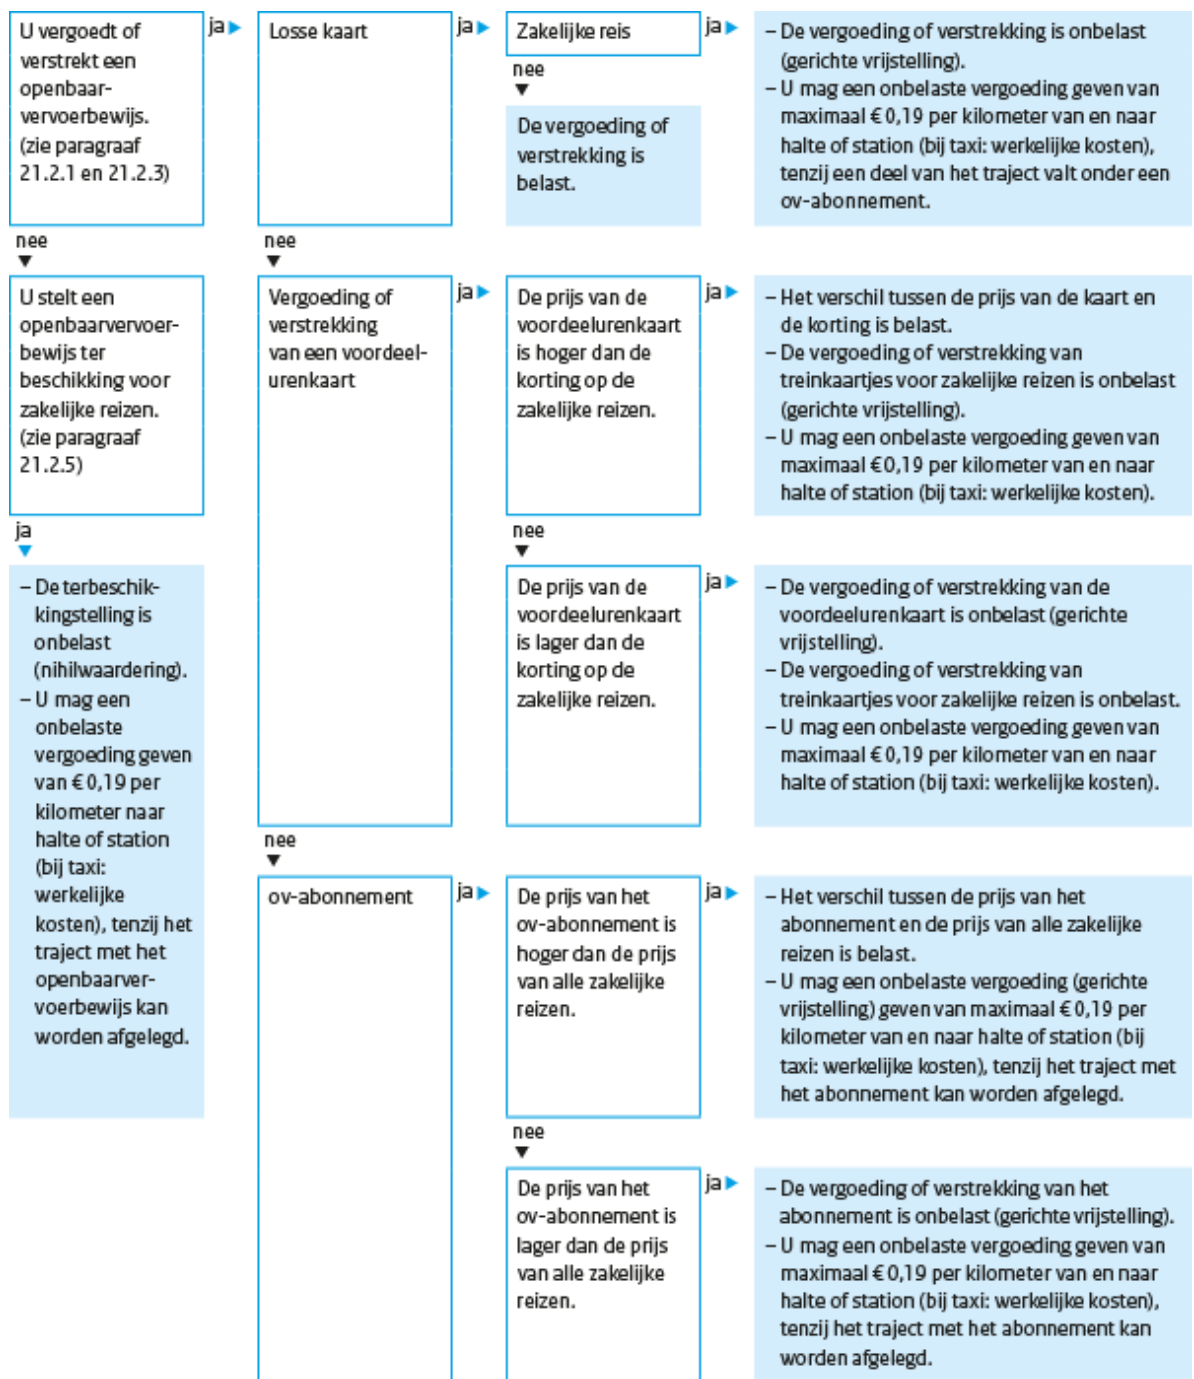 U vergoedt of
verstrekt een
openbaar-
vervoerbewijs.
(zie paragraaf
21.2.1 en 21.2.3)
ja
Losse kaart
ja
Zakelijke reis
ja
– De vergoeding of verstrekking is onbelast
(gerichte vrijstelling).
– U mag een onbelaste vergoeding geven van
maximaal € 0,19 per kilometer van en naar
halte of station (bij taxi: werkelijke kosten),
tenzij een deel van het traject valt onder een
ov-abonnement.
nee
De vergoeding of
verstrekking is
belast.
nee
nee
U stelt een
openbaarvervoer-
bewijs ter
beschikking voor
zakelijke reizen.
(zie paragraaf
21.2.5)
Vergoeding of
verstrekking
van een voordeel-
urenkaart
ja
De prijs van de
voordeelurenkaart
is hoger dan de
korting op de
zakelijke reizen.
ja
– Het verschil tussen de prijs van de kaart en
de korting is belast.
– De vergoeding of verstrekking van
treinkaartjes voor zakelijke reizen is onbelast
(gerichte vrijstelling).
– U mag een onbelaste vergoeding geven van
maximaal € 0,19 per kilometer van en naar
halte of station (bij taxi: werkelijke kosten).
ja
nee
– De terbeschik-
kingstelling is
onbelast
(nihilwaardering).
– U mag een
onbelaste
vergoeding geven
van € 0,19 per
kilometer naar
halte of station
(bij taxi:
werkelijke
kosten), tenzij het
traject met het
openbaarver-
voerbewijs kan
worden afgelegd.
De prijs van de
voordeelurenkaart
is lager dan de
korting op de
zakelijke reizen.
ja
– De vergoeding of verstrekking van de
voordeelurenkaart is onbelast (gerichte
vrijstelling).
– De vergoeding of verstrekking van
treinkaartjes voor zakelijke reizen is onbelast.
– U mag een onbelaste vergoeding geven van
maximaal € 0,19 per kilometer van en naar
halte of station (bij taxi: werkelijke kosten).
nee
ov-abonnement
ja
De prijs van het
ov-abonnement is
hoger dan de prijs
van alle zakelijke
reizen.
ja
– Het verschil tussen de prijs van het
abonnement en de prijs van alle zakelijke
reizen is belast.
– U mag een onbelaste vergoeding (gerichte
vrijstelling) geven van maximaal € 0,19 per
kilometer van en naar halte of station (bij
taxi: werkelijke kosten), tenzij het traject met
het abonnement kan worden afgelegd.
nee
De prijs van het
ov-abonnement is
lager dan de prijs
van alle zakelijke
reizen.
ja
– De vergoeding of verstrekking van het
abonnement is onbelast (gerichte vrijstelling).
– U mag een onbelaste vergoeding geven van
maximaal € 0,19 per kilometer van en naar
halte of station (bij taxi: werkelijke kosten),
tenzij het traject met het abonnement kan
worden afgelegd.